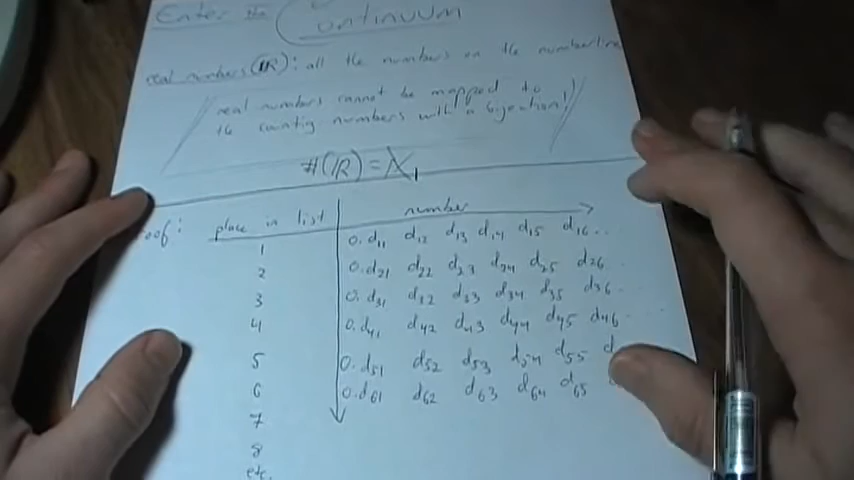 Enter the Continuum
real numbers (ℝ): all the numbers on the numberline
real numbers cannot be mapped to
the counting numbers with a bijection!
#(ℝ) = ℵ₁
place in list number
1 0.d₁₁ d₁₂ d₁₃ d₁₄ d₁₅ d₁₆...
2 0.d₂₁ d₂₂ d₂₃ d₂₄ d₂₅ d₂₆...
3 0.d₃₁ d₃₂ d₃₃ d₃₄ d₃₅ d₃₆...
4 0.d₄₁ d₄₂ d₄₃ d₄₄ d₄₅ d₄₆...
5 0.d₅₁ d₅₂ d₅₃ d₅₄ d₅₅ d
6 0.d₆₁ d₆₂ d₆₃ d₆₄ d₆₅
7
8
etc.